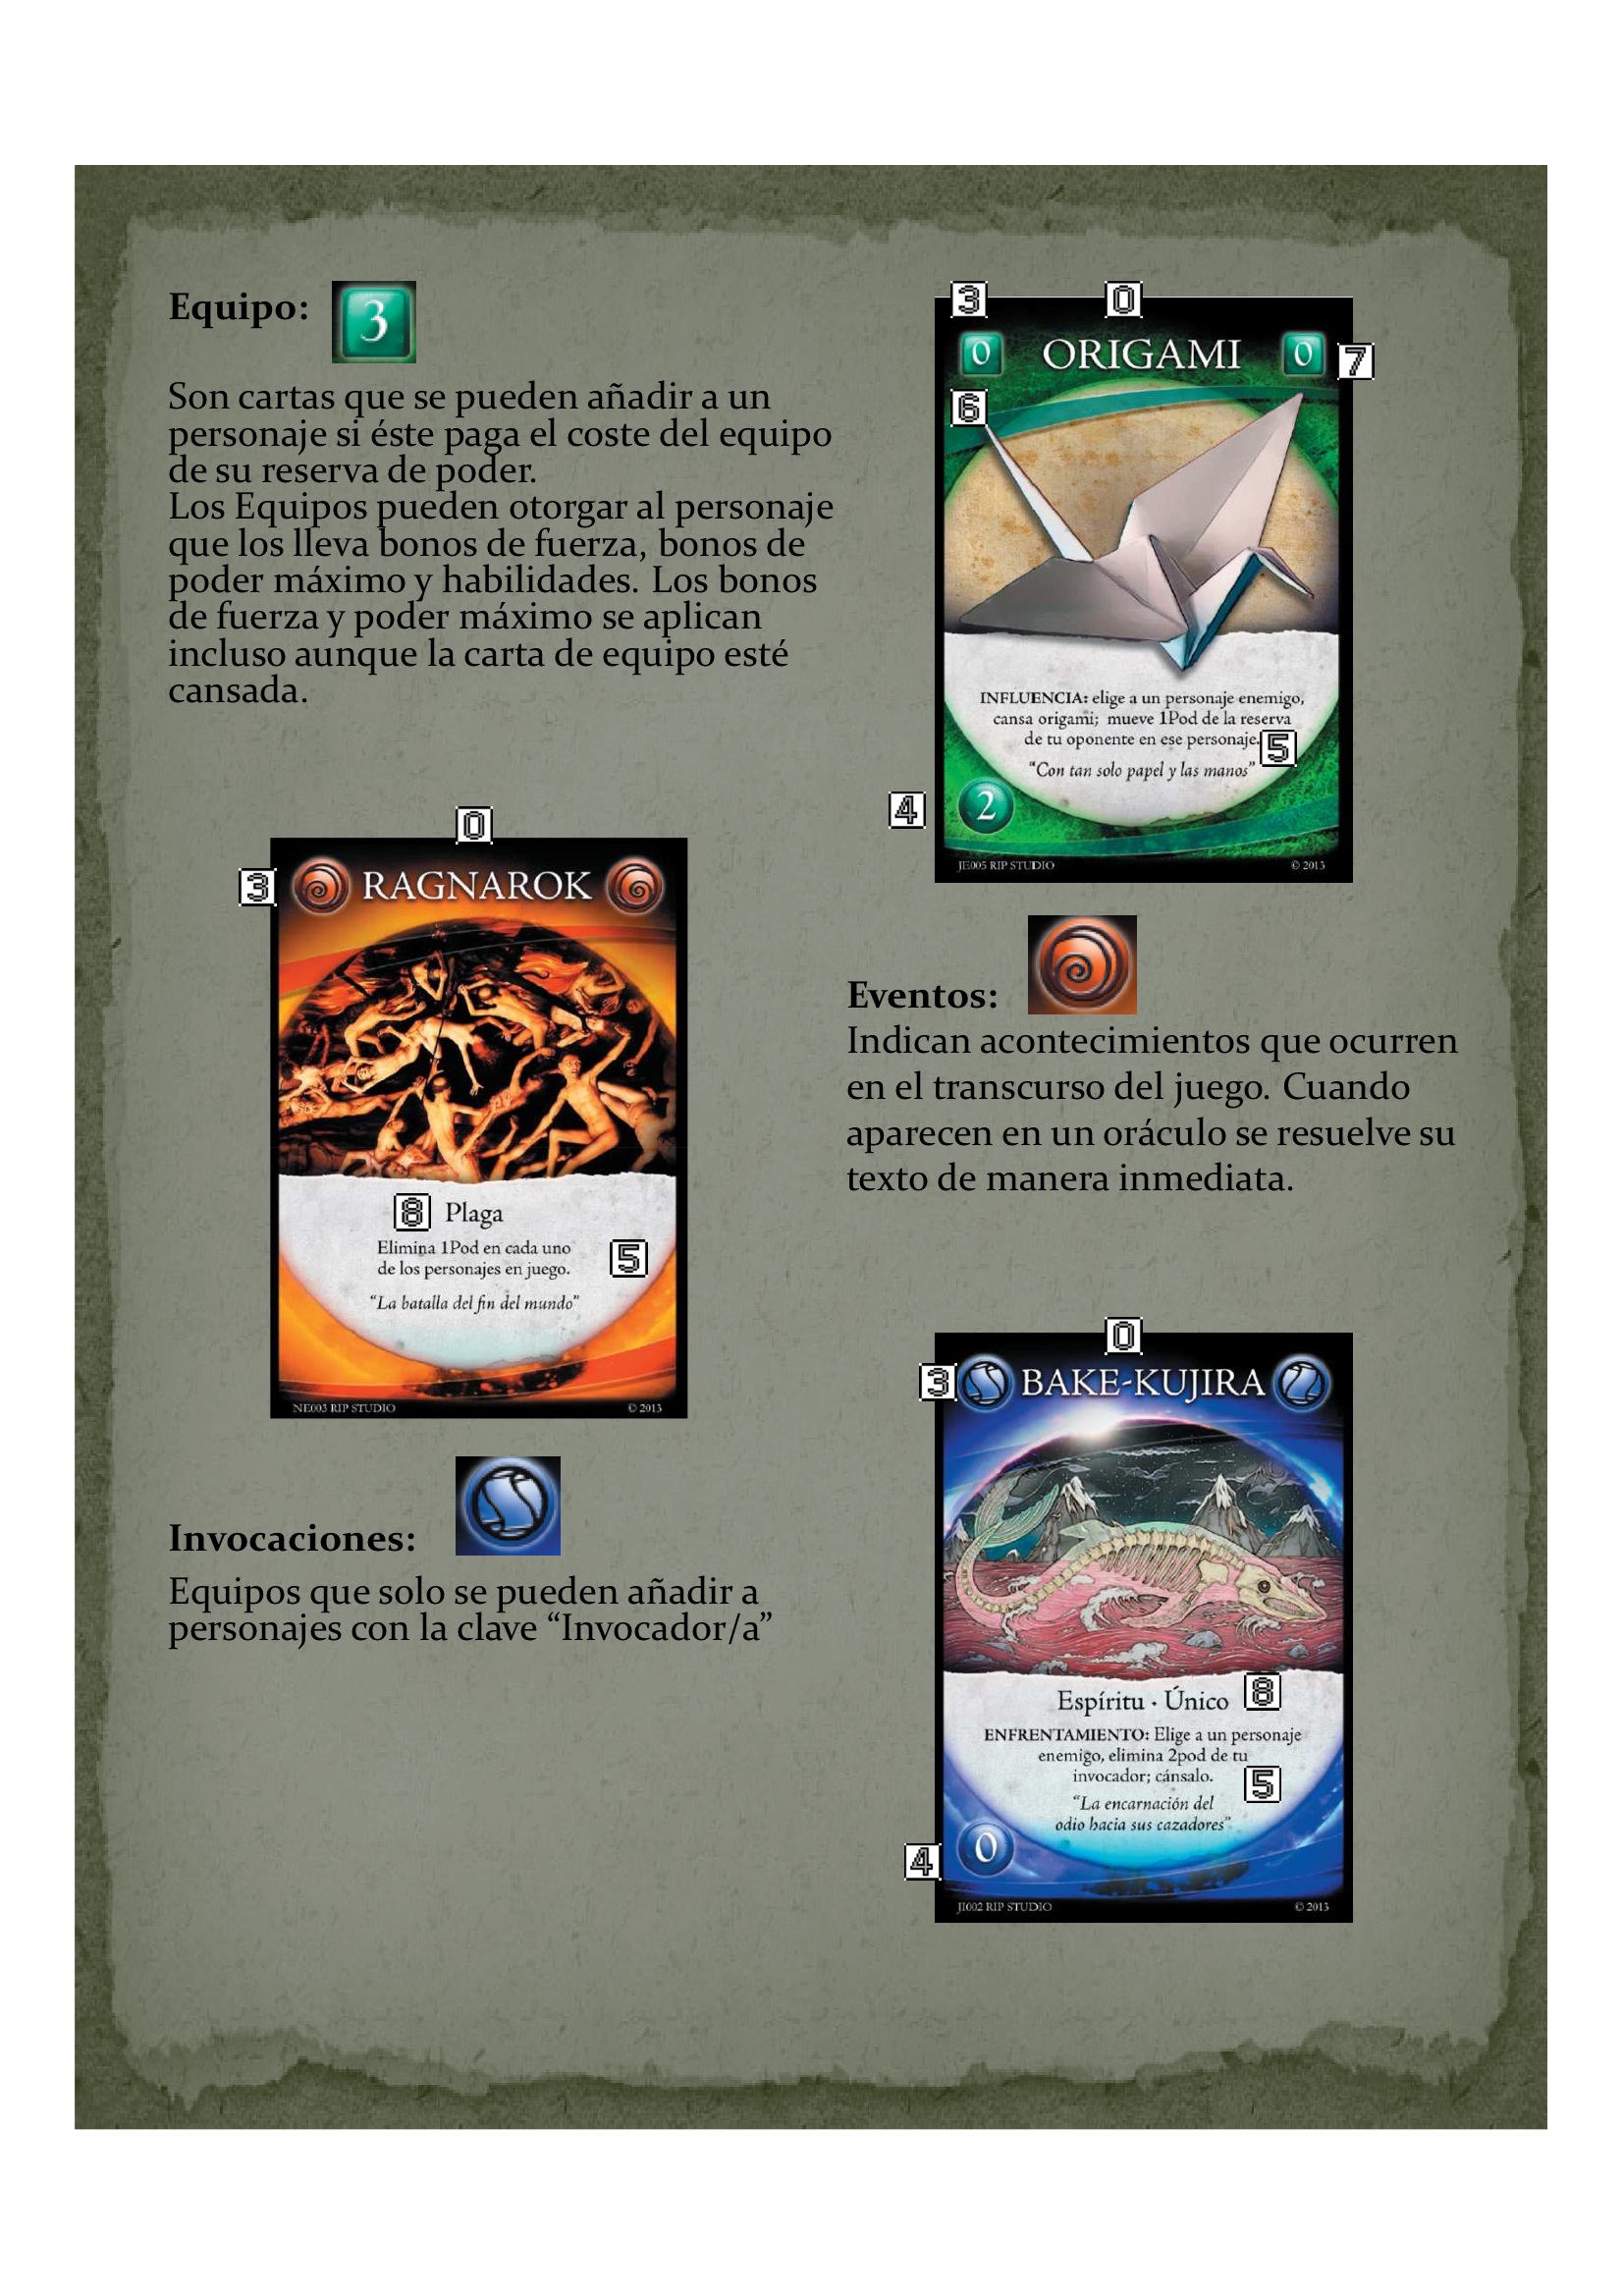 Equipo:
3
Son cartas que se pueden añadir a un
personaje si éste paga el coste del equipo
de su reserva de poder.
Los Equipos pueden otorgar al personaje
que los lleva bonos de fuerza, bonos de
poder máximo y habilidades. Los bonos
de fuerza y poder máximo se aplican
incluso aunque la carta de equipo esté
cansada.
3 0
0 ORIGAMI 0 7
6
INFLUENCIA: elige a un personaje enemigo,
cansa origami; mueve 1Pod de la reserva
de tu oponente en ese personaje. 5
“Con tan solo papel y las manos”
4 2
JE005 RIP STUDIO © 2013
0
3 RAGNAROK
8 Plaga
Elimina 1Pod en cada uno
de los personajes en juego. 5
“La batalla del fin del mundo”
NE003 RIP STUDIO © 2013
Eventos:
Indican acontecimientos que ocurren
en el transcurso del juego. Cuando
aparecen en un oráculo se resuelve su
texto de manera inmediata.
Invocaciones:
Equipos que solo se pueden añadir a
personajes con la clave “Invocador/a”
0
3 BAKE-KUJIRA
Espíritu · Único 8
ENFRENTAMIENTO: Elige a un personaje
enemigo, elimina 2pod de tu
invocador; cánsalo. 5
“La encarnación del
odio hacia sus cazadores”
4 0
JI002 RIP STUDIO © 2013